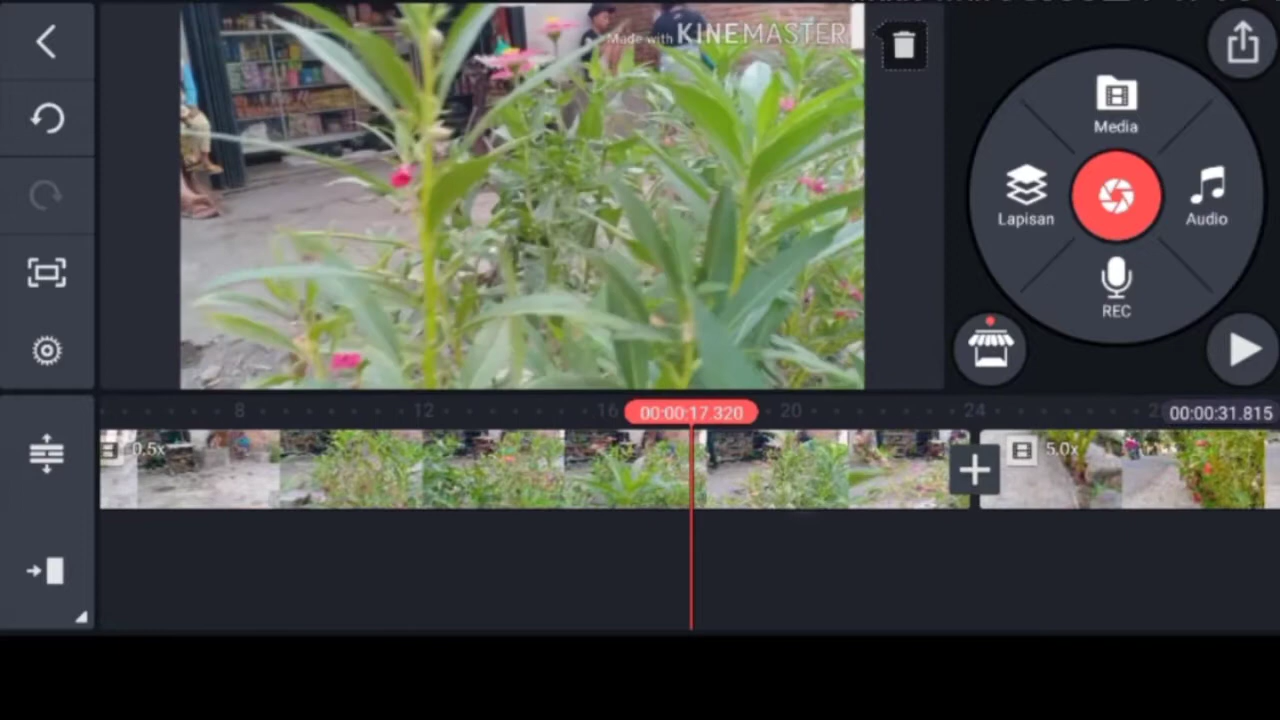 Made with KINEMASTER
Media
Lapisan
Audio
REC
8
12
16
00:00:17.320
20
24
00:00:31.815
0.5x
5.0x